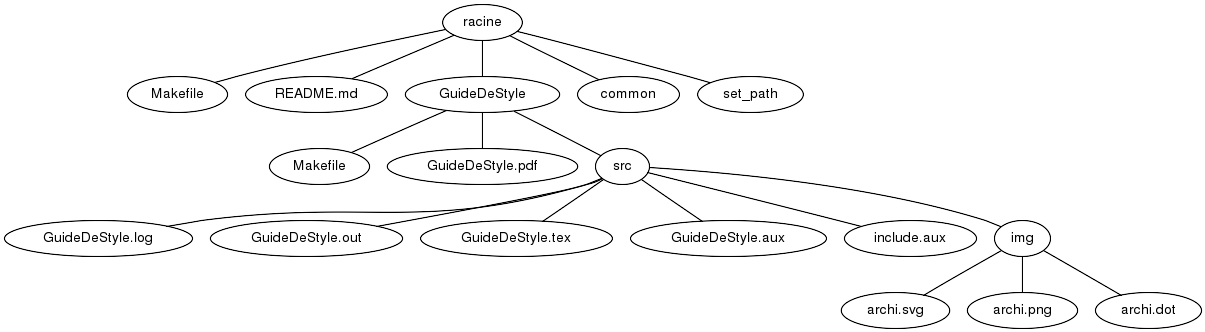 racine
Makefile README.md GuideDeStyle common set_path
Makefile GuideDeStyle.pdf src
GuideDeStyle.log GuideDeStyle.out GuideDeStyle.tex GuideDeStyle.aux include.aux img
archi.svg archi.png archi.dot